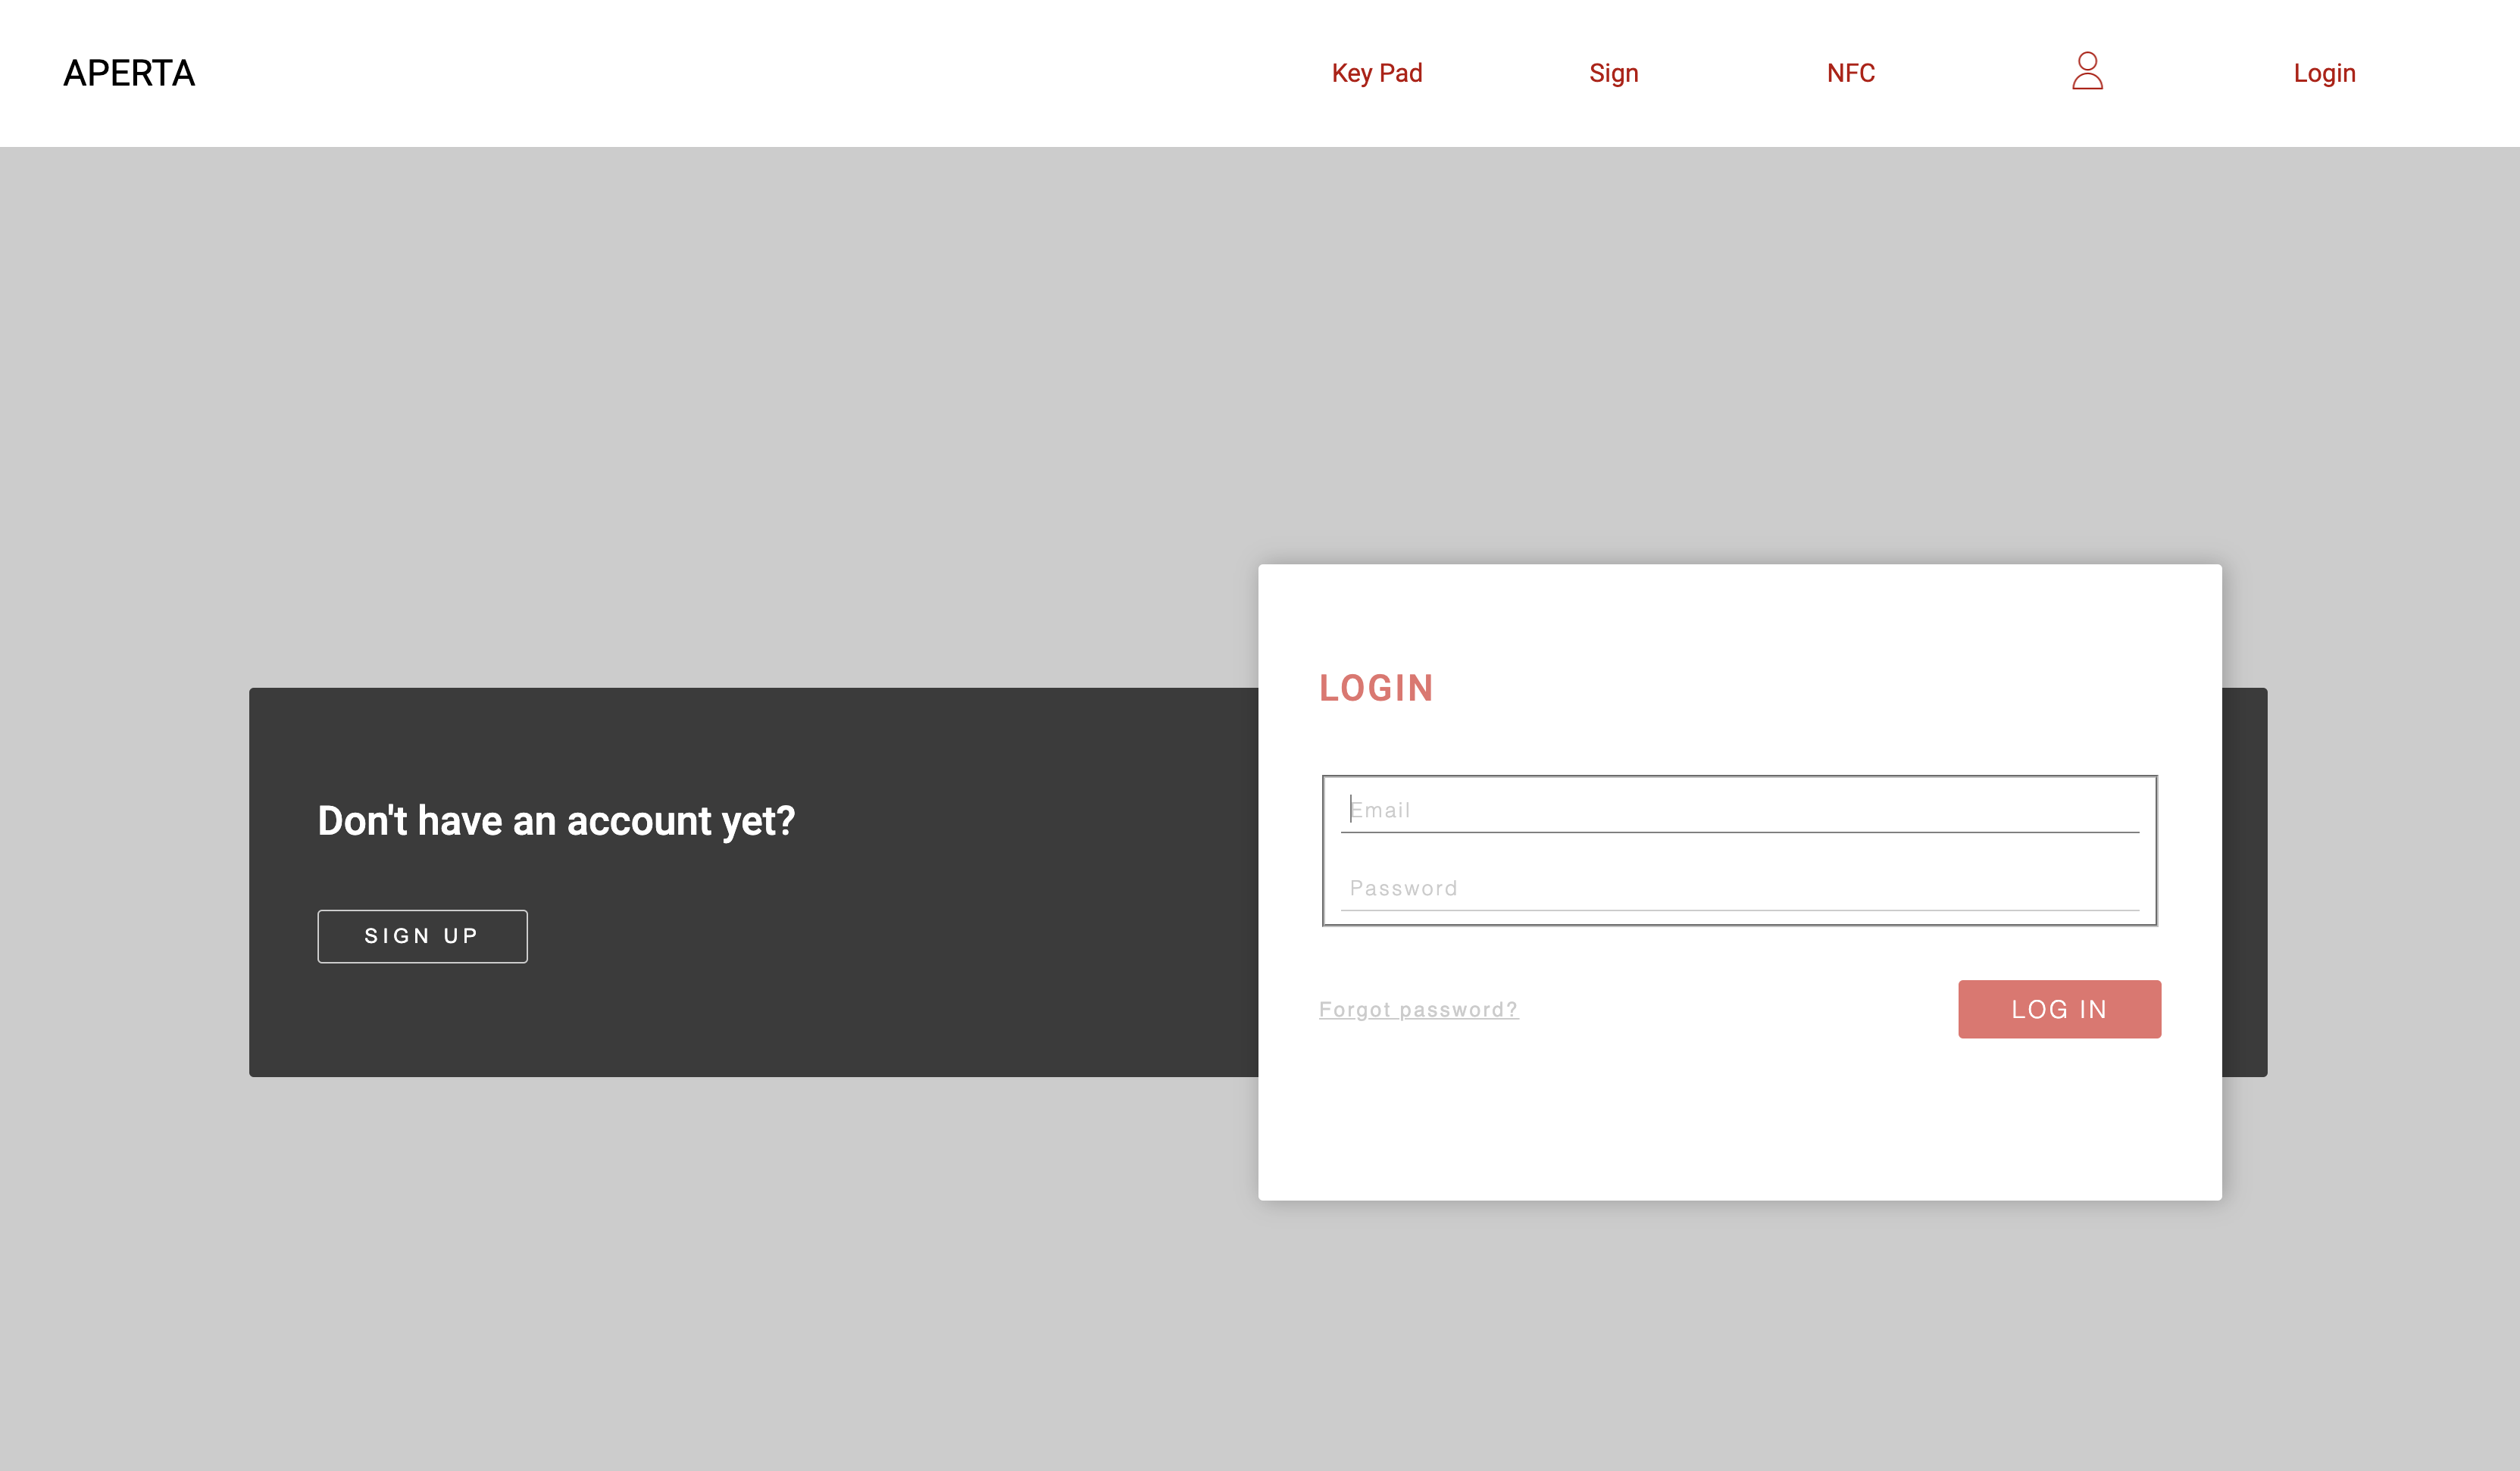 APERTA
Key Pad
Sign
NFC
Login
Don't have an account yet?
SIGN UP
LOGIN
Email
Password
Forgot password?
LOG IN